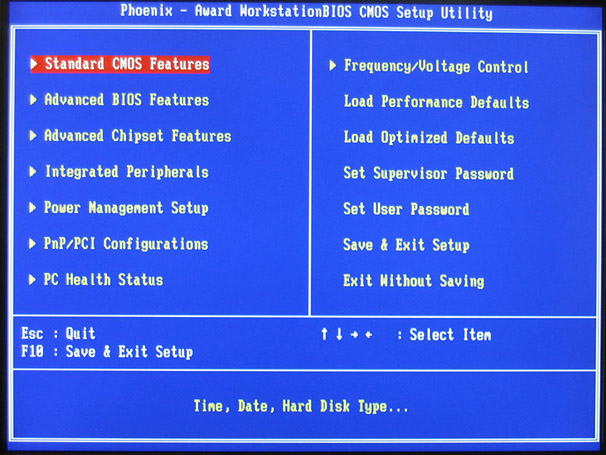 Phoenix - Award WorkstationBIOS CMOS Setup Utility
Standard CMOS Features
Advanced BIOS Features
Advanced Chipset Features
Integrated Peripherals
Power Management Setup
PnP/PCI Configurations
PC Health Status
Frequency/Voltage Control
Load Performance Defaults
Load Optimized Defaults
Set Supervisor Password
Set User Password
Save & Exit Setup
Exit Without Saving
Esc : Quit
F10 : Save & Exit Setup
↑ ↓ → ← : Select Item
Time, Date, Hard Disk Type...